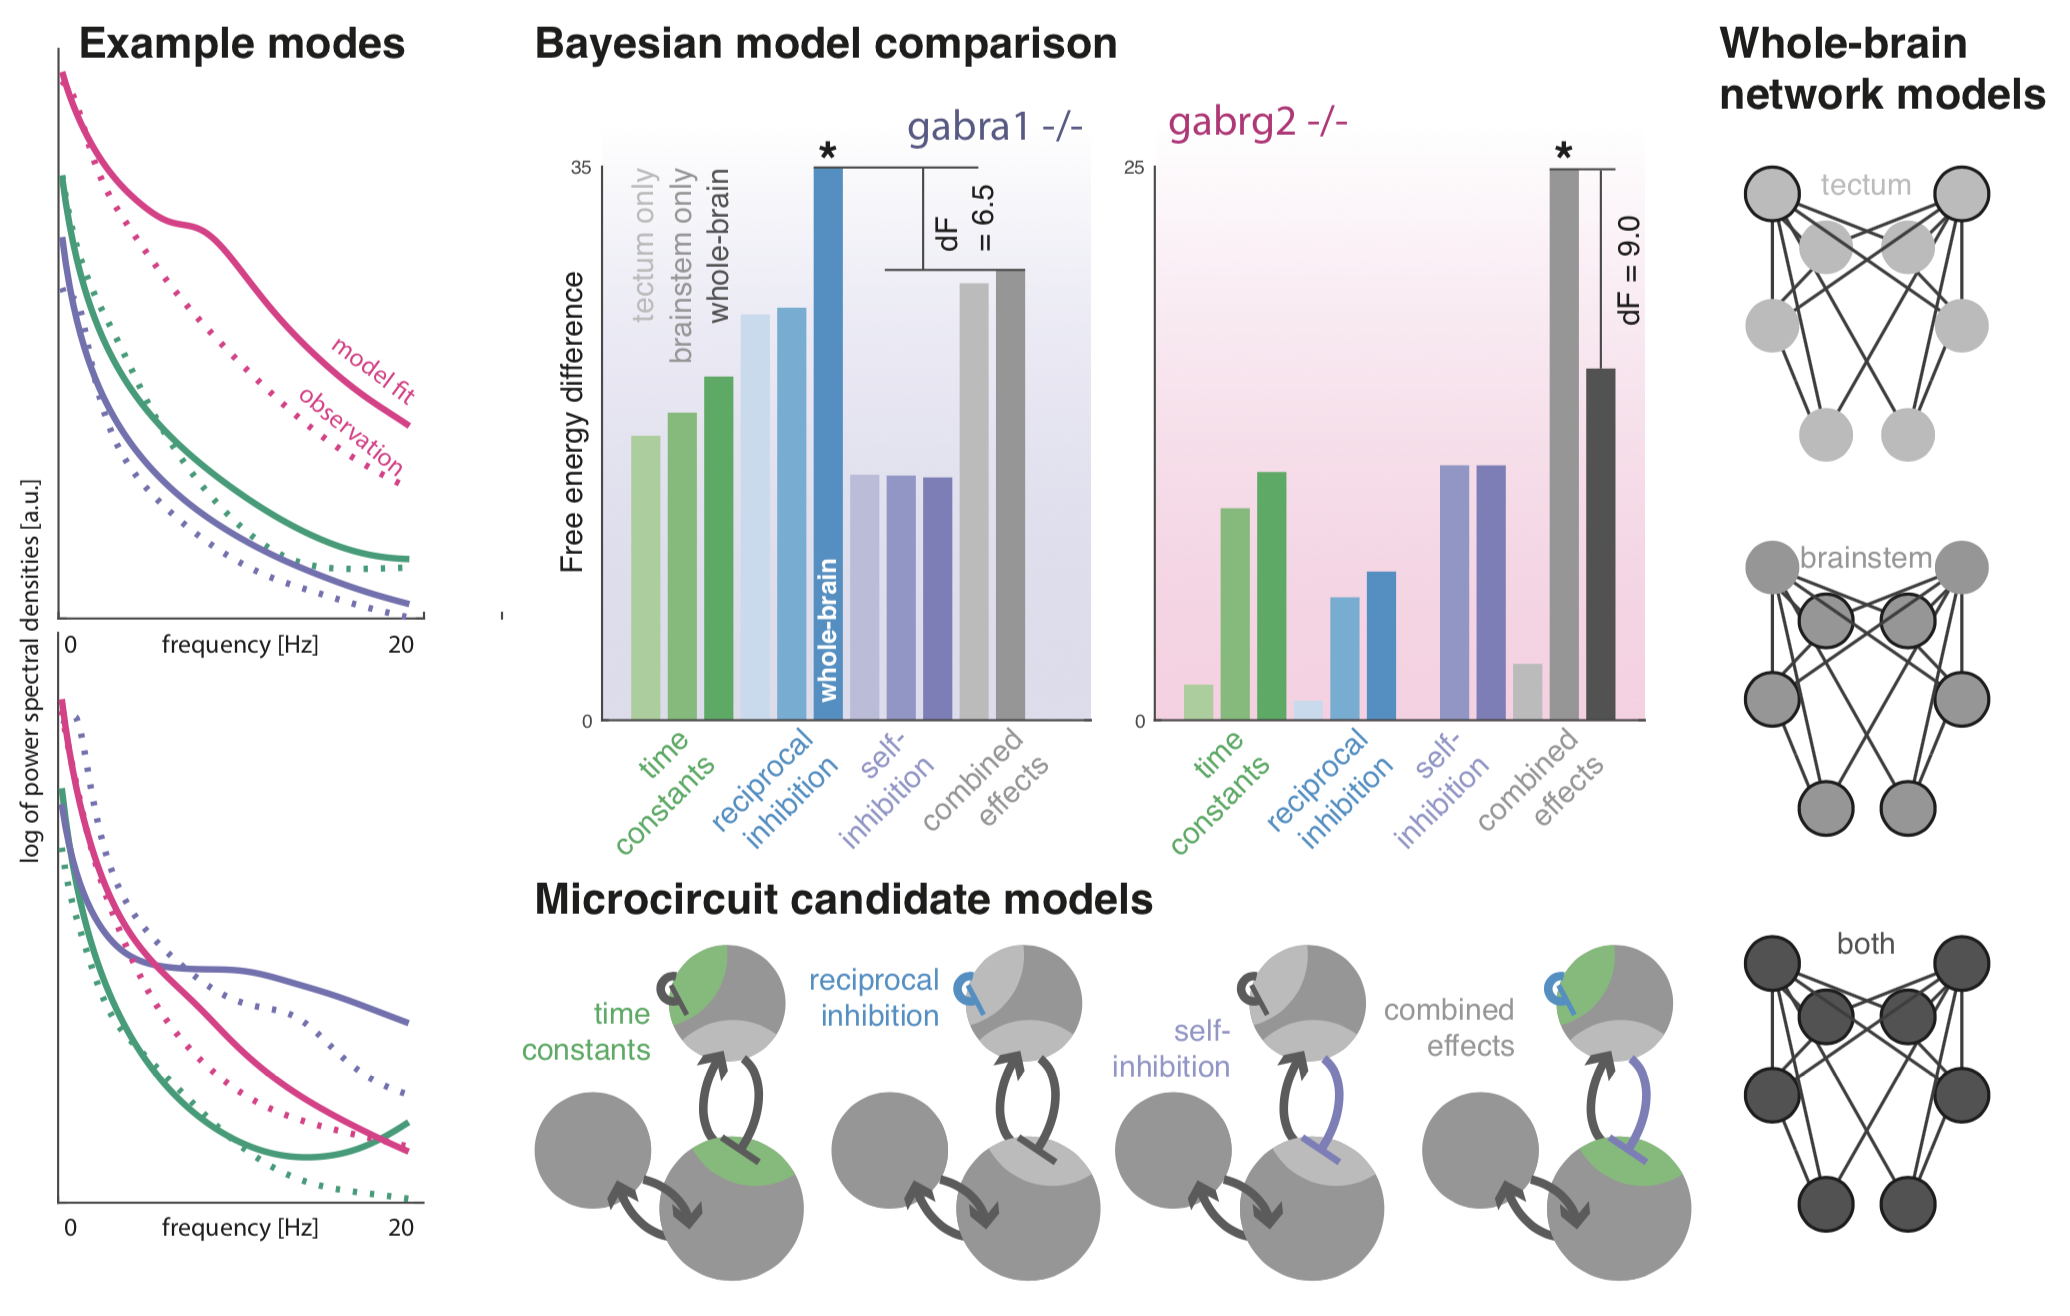 Example modes
model fit
observation
0
frequency [Hz]
20
log of power spectral densities [a.u.]
0
frequency [Hz]
20
Bayesian model comparison
gabra1 -/-
35
0
Free energy difference
tectum only
brainstem only
whole-brain
*
dF
= 6.5
whole-brain
time
constants
reciprocal
inhibition
self-
inhibition
combined
effects
gabrg2 -/-
25
0
*
dF = 9.0
time
constants
reciprocal
inhibition
self-
inhibition
combined
effects
Microcircuit candidate models
time
constants
reciprocal
inhibition
self-
inhibition
combined
effects
Whole-brain
network models
tectum
brainstem
both